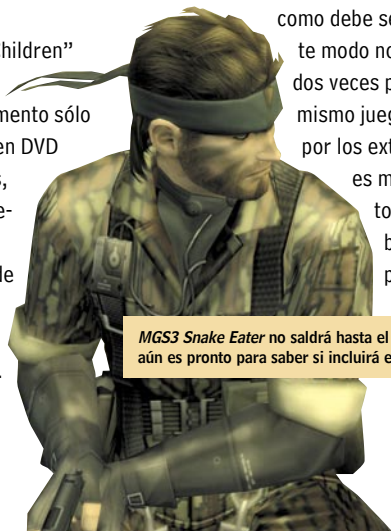 Children”
mento sólo
en DVD
s,
e-
de
.
como debe se
te modo no
dos veces p
mismo jueg
por los ext
es m
to
b
p
MGS3 Snake Eater no saldrá hasta el
aún es pronto para saber si incluirá e